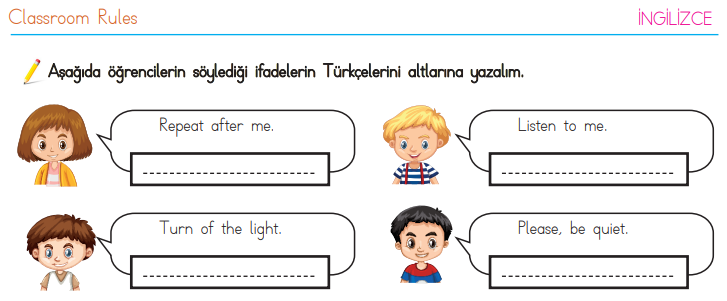 Classroom Rules
İNGİLİZCE
Aşağıda öğrencilerin söylediği ifadelerin Türkçelerini altlarına yazalım.
Repeat after me.
Listen to me.
Turn of the light.
Please, be quiet.